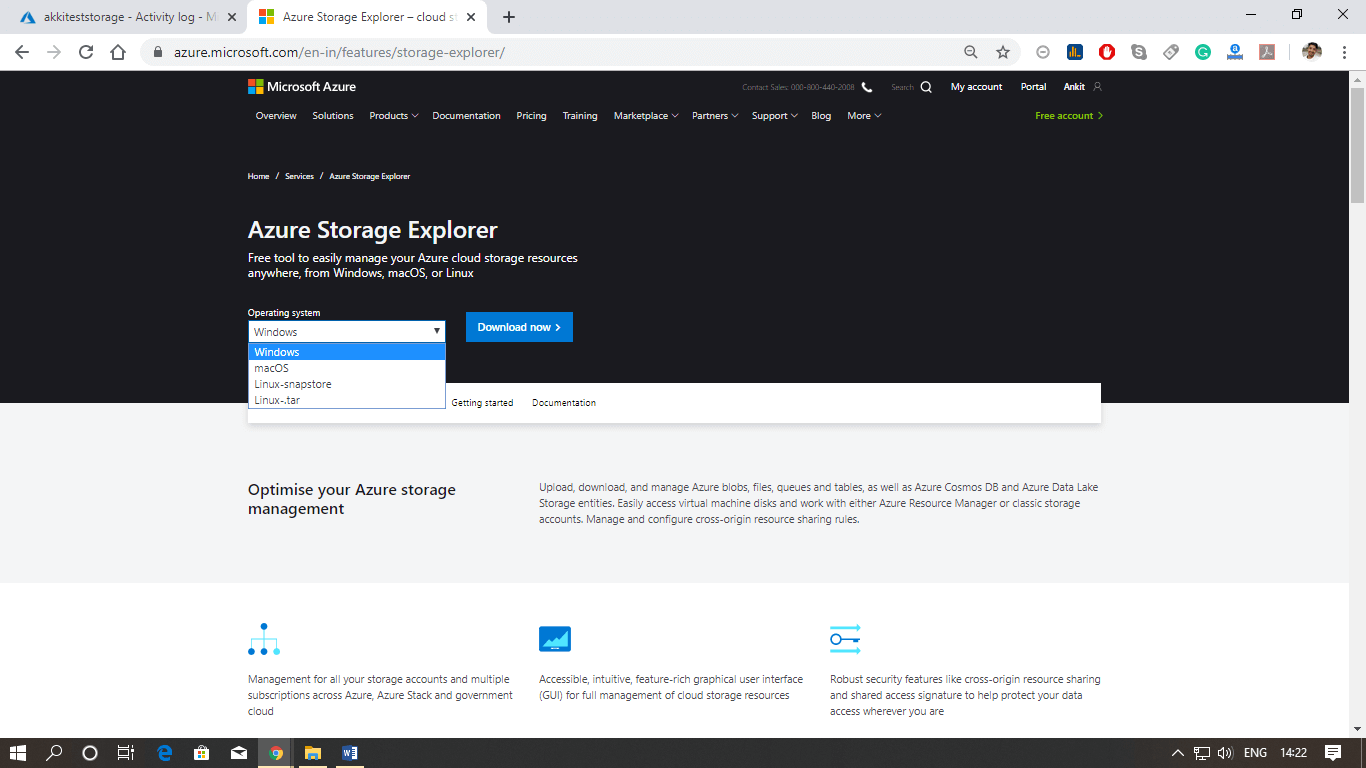 akkiteststorage - Activity log - Mi
Azure Storage Explorer – cloud st
azure.microsoft.com/en-in/features/storage-explorer/
Microsoft Azure
Contact Sales: 000-800-440-2008
Search
My account
Portal
Ankit
Overview
Solutions
Products
Documentation
Pricing
Training
Marketplace
Partners
Support
Blog
More
Free account
Home / Services / Azure Storage Explorer
Azure Storage Explorer
Free tool to easily manage your Azure cloud storage resources
anywhere, from Windows, macOS, or Linux
Operating system
Windows
Download now
Windows
macOS
Linux-snapstore
Linux-.tar
Getting started
Documentation
Optimise your Azure storage
management
Upload, download, and manage Azure blobs, files, queues and tables, as well as Azure Cosmos DB and Azure Data Lake
Storage entities. Easily access virtual machine disks and work with either Azure Resource Manager or classic storage
accounts. Manage and configure cross-origin resource sharing rules.
Management for all your storage accounts and multiple
subscriptions across Azure, Azure Stack and government
cloud
Accessible, intuitive, feature-rich graphical user interface
(GUI) for full management of cloud storage resources
Robust security features like cross-origin resource sharing
and shared access signature to help protect your data
access wherever you are
ENG
14:22